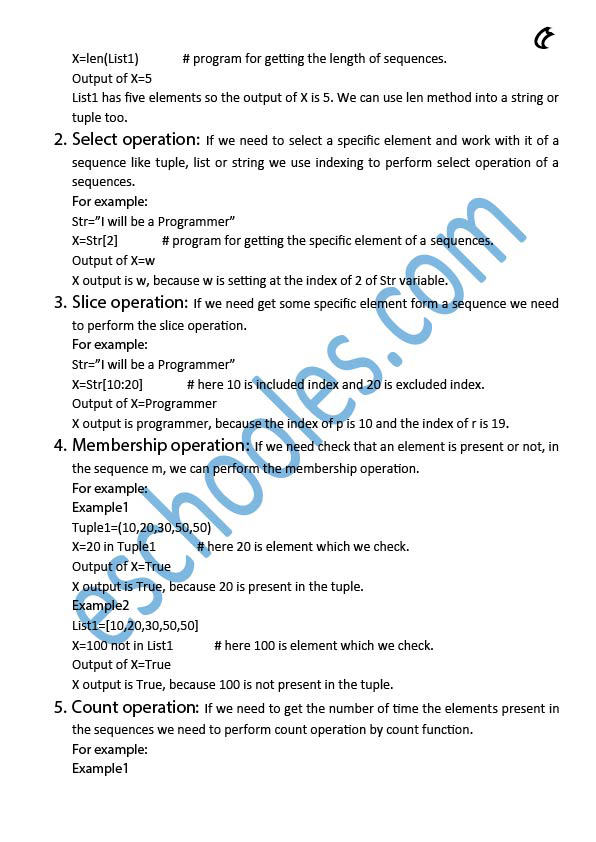 X=len(List1) # program for getting the length of sequences.
Output of X=5
List1 has five elements so the output of X is 5. We can use len method into a string or
tuple too.
2. Select operation: If we need to select a specific element and work with it of a
sequence like tuple, list or string we use indexing to perform select operation of a
sequences.
For example:
Str=”I will be a Programmer”
X=Str[2] # program for getting the specific element of a sequences.
Output of X=w
X output is w, because w is setting at the index of 2 of Str variable.
3. Slice operation: If we need get some specific element form a sequence we need
to perform the slice operation.
For example:
Str=”I will be a Programmer”
X=Str[10:20] # here 10 is included index and 20 is excluded index.
Output of X=Programmer
X output is programmer, because the index of p is 10 and the index of r is 19.
4. Membership operation: If we need check that an element is present or not, in
the sequence m, we can perform the membership operation.
For example:
Example1
Tuple1=(10,20,30,50,50)
X=20 in Tuple1 # here 20 is element which we check.
Output of X=True
X output is True, because 20 is present in the tuple.
Example2
List1=[10,20,30,50,50]
X=100 not in List1 # here 100 is element which we check.
Output of X=True
X output is True, because 100 is not present in the tuple.
5. Count operation: If we need to get the number of time the elements present in
the sequences we need to perform count operation by count function.
For example:
Example1
eschooles.com